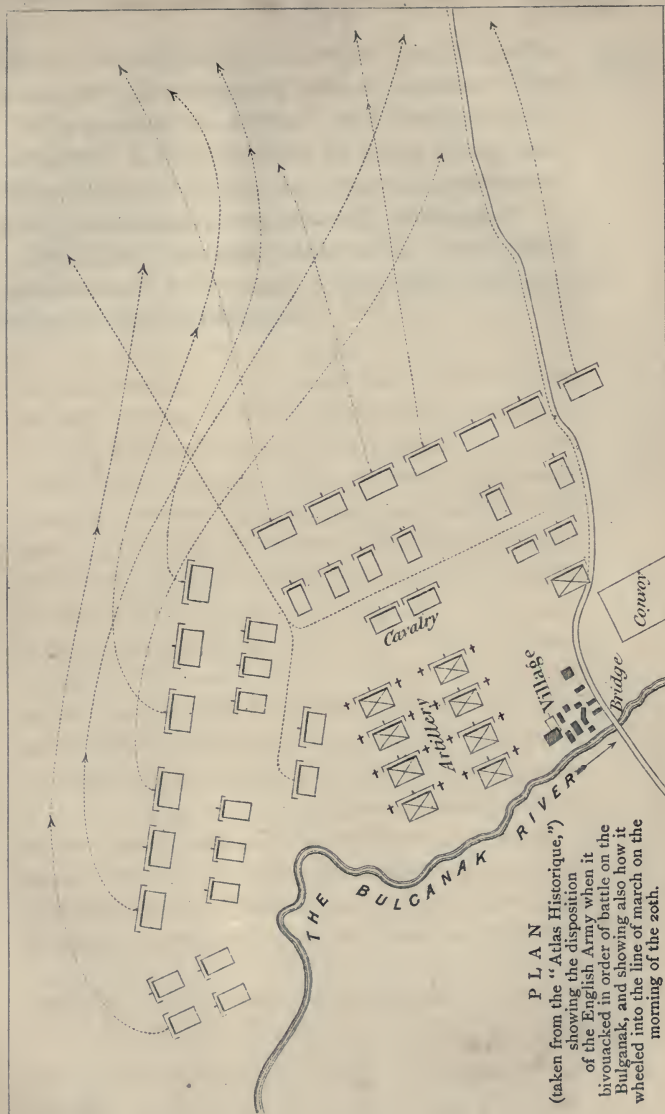 Cavalry
Artillery
Village
Bridge
Convoy
THE BULGANAK RIVER
PLAN
(taken from the “Atlas Historique,”)
showing the disposition
of the English Army when it
bivouacked in order of battle on the
Bulganak, and showing also how it
wheeled into the line of march on the
morning of the 20th.